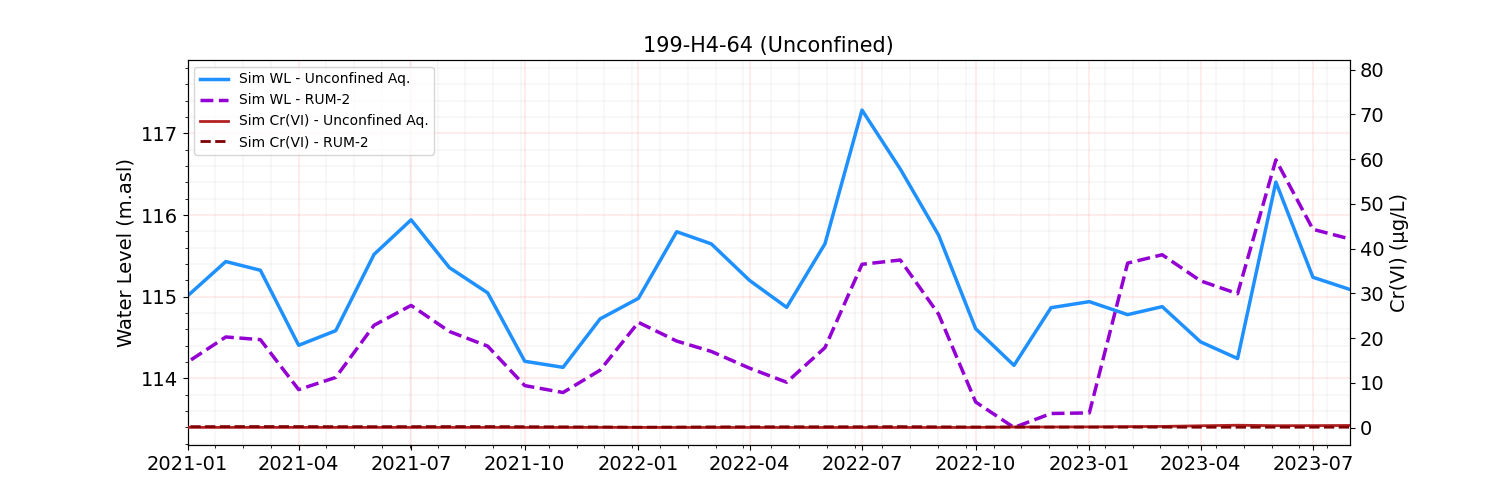 199-H4-64 (Unconfined)
Sim WL - Unconfined Aq.
Sim WL - RUM-2
Sim Cr(VI) - Unconfined Aq.
Sim Cr(VI) - RUM-2
Water Level (m.asl)
117
116
115
114
80
70
60
50
40
30
20
10
0
Cr(VI) (μg/L)
2021-01 2021-04 2021-07 2021-10 2022-01 2022-04 2022-07 2022-10 2023-01 2023-04 2023-07